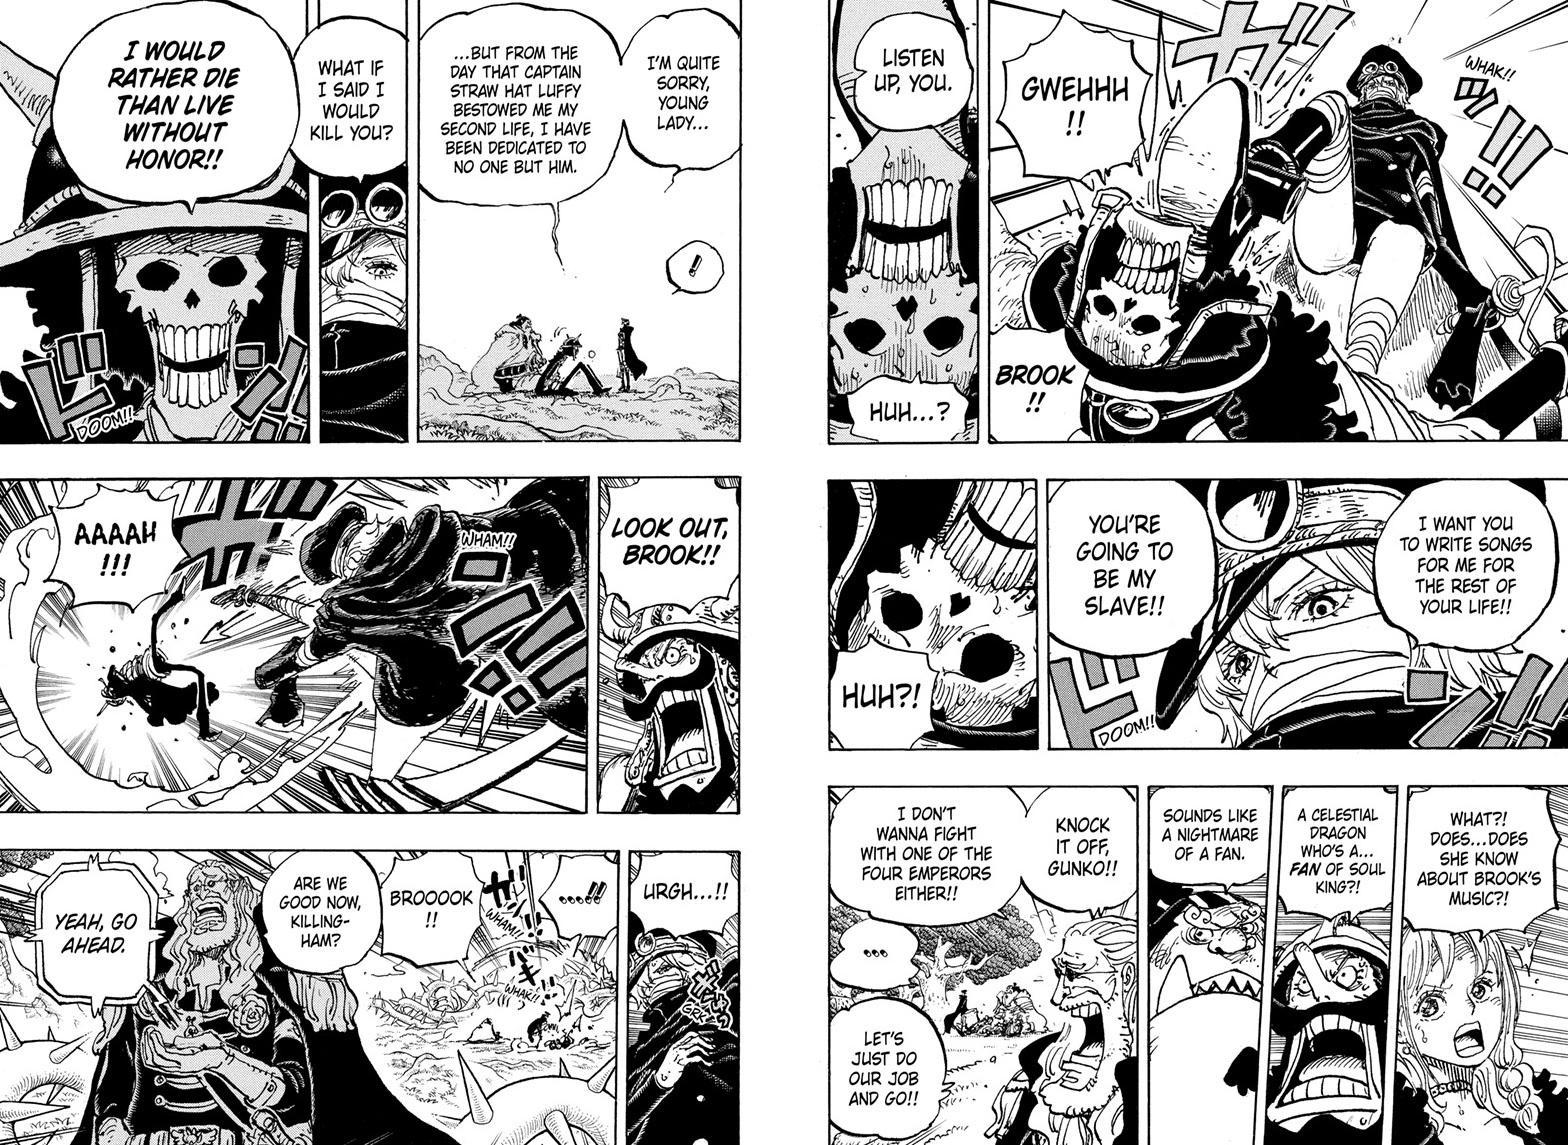 WHAK!!
ガ
ッ!!
GWEHHH
!!
BROOK
!!
LISTEN
UP, YOU.
HUH...?
I WANT YOU
TO WRITE SONGS
FOR ME FOR
THE REST OF
YOUR LIFE!!
YOU'RE
GOING TO
BE MY
SLAVE!!
ドン!!
DOOM!!
HUH?!
WHAT?!
DOES...DOES
SHE KNOW
ABOUT BROOK'S
MUSIC?!
A CELESTIAL
DRAGON
WHO'S A...
FAN OF SOUL
KING?!
SOUNDS LIKE
A NIGHTMARE
OF A FAN.
KNOCK
IT OFF,
GUNKO!!
I DON'T
WANNA FIGHT
WITH ONE OF THE
FOUR EMPERORS
EITHER!!
...
LET'S
JUST DO
OUR JOB
AND GO!!
I'M QUITE
SORRY,
YOUNG
LADY...
...BUT FROM THE
DAY THAT CAPTAIN
STRAW HAT LUFFY
BESTOWED ME MY
SECOND LIFE, I HAVE
BEEN DEDICATED TO
NO ONE BUT HIM.
!
WHAT IF
I SAID I
WOULD
KILL YOU?
I WOULD
RATHER DIE
THAN LIVE
WITHOUT
HONOR!!
ドン!!
DOOM!!
LOOK OUT,
BROOK!!
WHAM!!
AAAAH
!!!
URGH...!!
.....!!
WHAM!!
WHAK!!
BROOOOK
!!
ARE WE
GOOD NOW,
KILLING-
HAM?
YEAH, GO
AHEAD.